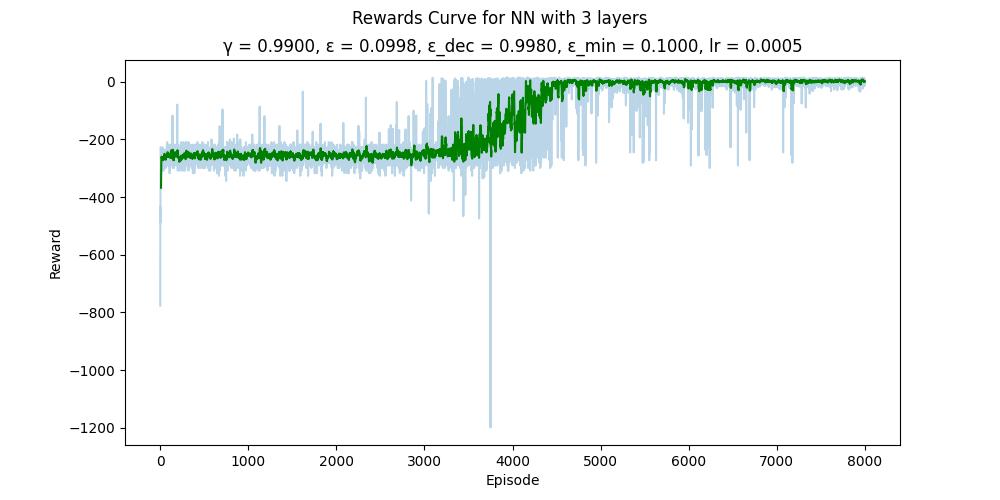 Rewards Curve for NN with 3 layers
γ = 0.9900, ε = 0.0998, ε_dec = 0.9980, ε_min = 0.1000, lr = 0.0005
0
−200
−400
−600
−800
−1000
−1200
Reward
0 1000 2000 3000 4000 5000 6000 7000 8000
Episode